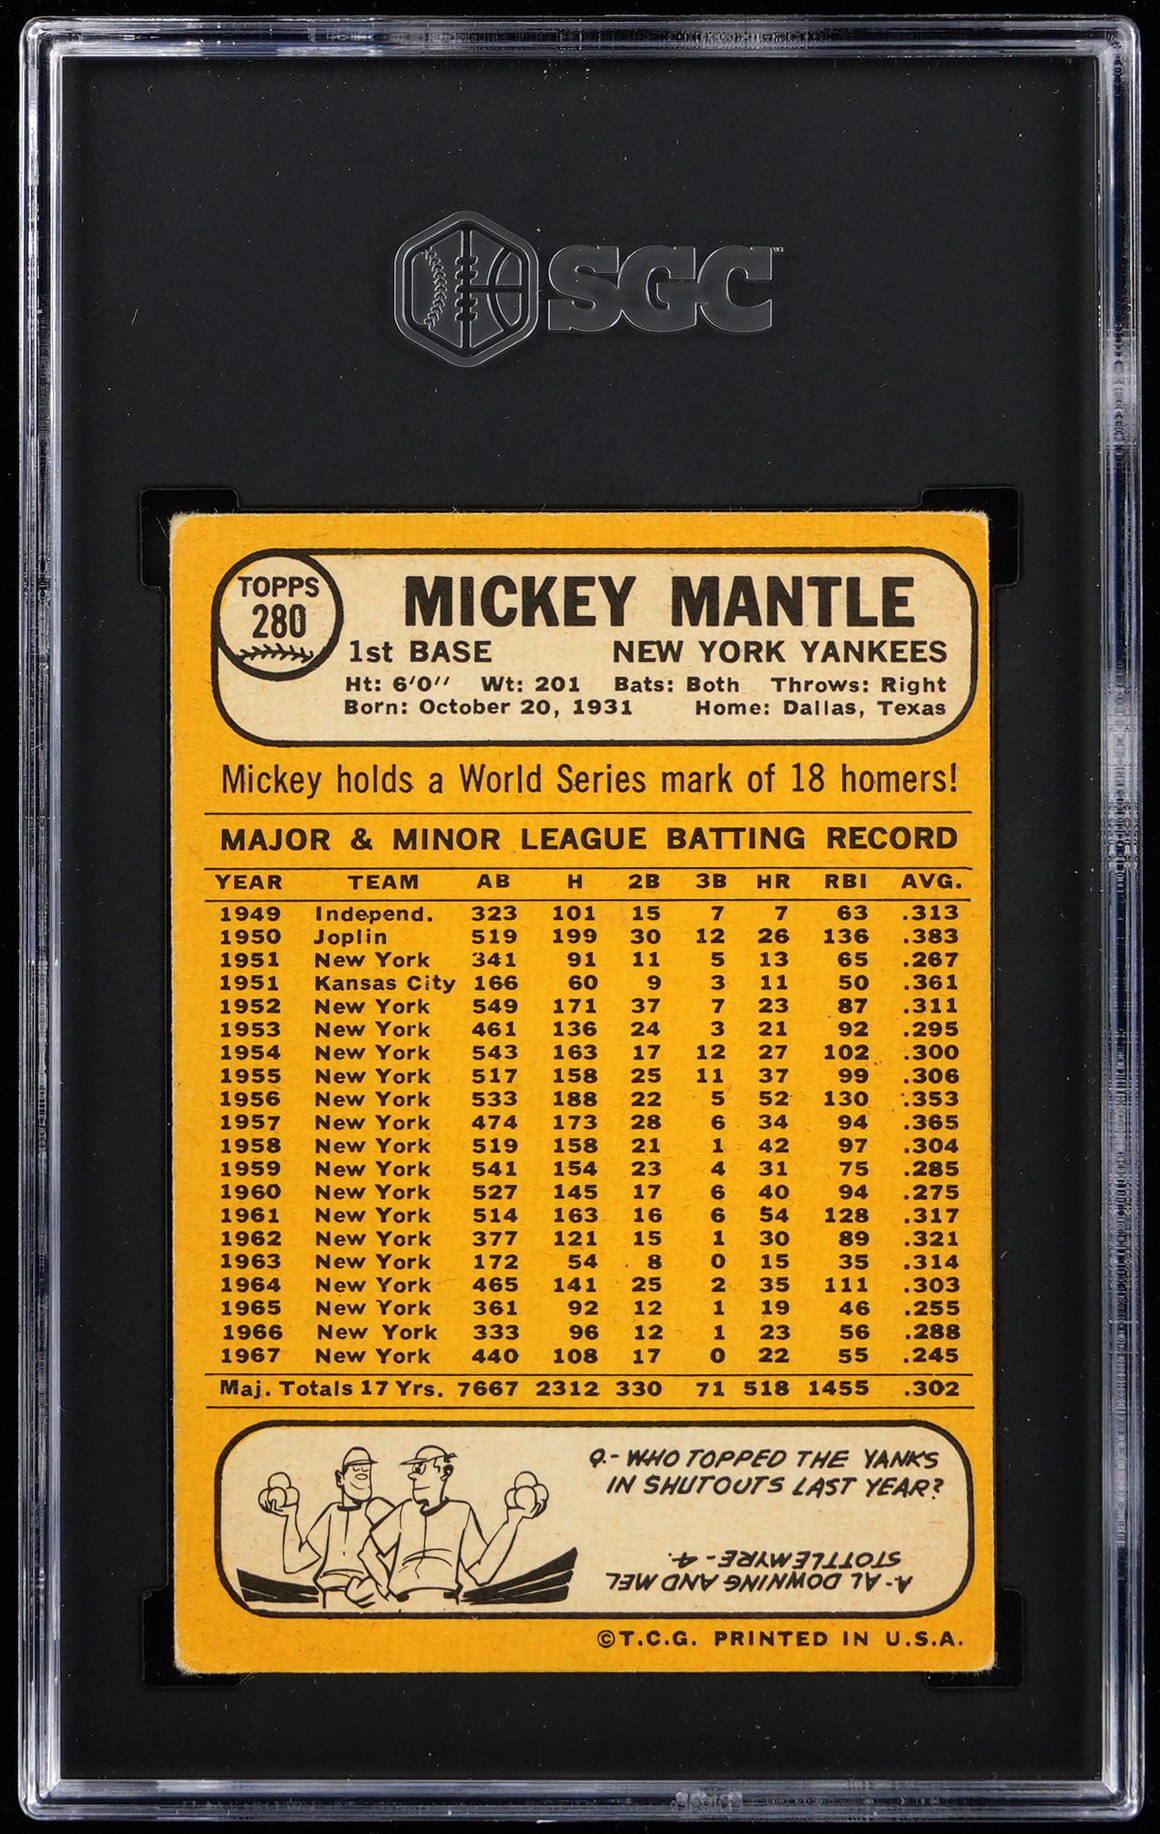 SGC
TOPPS
280
MICKEY MANTLE
1st BASE NEW YORK YANKEES
Ht: 6'0'' Wt: 201 Bats: Both Throws: Right
Born: October 20, 1931 Home: Dallas, Texas
Mickey holds a World Series mark of 18 homers!
MAJOR & MINOR LEAGUE BATTING RECORD
YEAR TEAM AB H 2B 3B HR RBI AVG.
1949 Independ. 323 101 15 7 7 63 .313
1950 Joplin 519 199 30 12 26 136 .383
1951 New York 341 91 11 5 13 65 .267
1951 Kansas City 166 60 9 3 11 50 .361
1952 New York 549 171 37 7 23 87 .311
1953 New York 461 136 24 3 21 92 .295
1954 New York 543 163 17 12 27 102 .300
1955 New York 517 158 25 11 37 99 .306
1956 New York 533 188 22 5 52 130 .353
1957 New York 474 173 28 6 34 94 .365
1958 New York 519 158 21 1 42 97 .304
1959 New York 541 154 23 4 31 75 .285
1960 New York 527 145 17 6 40 94 .275
1961 New York 514 163 16 6 54 128 .317
1962 New York 377 121 15 1 30 89 .321
1963 New York 172 54 8 0 15 35 .314
1964 New York 465 141 25 2 35 111 .303
1965 New York 361 92 12 1 19 46 .255
1966 New York 333 96 12 1 23 56 .288
1967 New York 440 108 17 0 22 55 .245
Maj. Totals 17 Yrs. 7667 2312 330 71 518 1455 .302
Q.- WHO TOPPED THE YANKS
IN SHUTOUTS LAST YEAR?
A.- AL DOWNING AND MEL
STOTTLEMYRE - 4.
©T.C.G. PRINTED IN U.S.A.